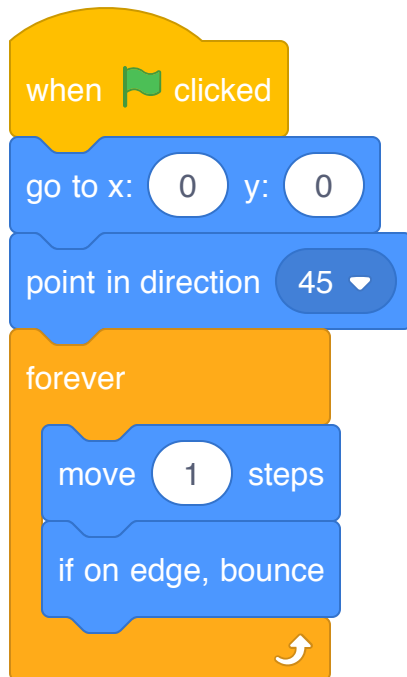 when clicked
go to x: 0 y: 0
point in direction 45
forever
move 1 steps
if on edge, bounce